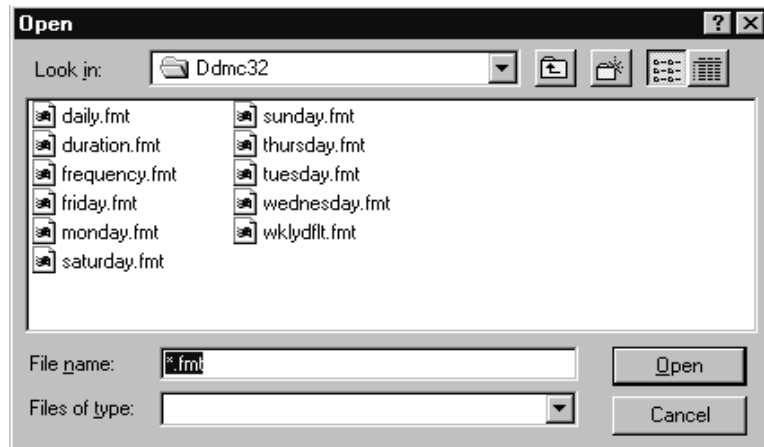 Open
Look in: Ddmc32
daily.fmt
duration.fmt
frequency.fmt
friday.fmt
monday.fmt
saturday.fmt
sunday.fmt
thursday.fmt
tuesday.fmt
wednesday.fmt
wklydflt.fmt
File name: *.fmt
Open
Files of type:
Cancel